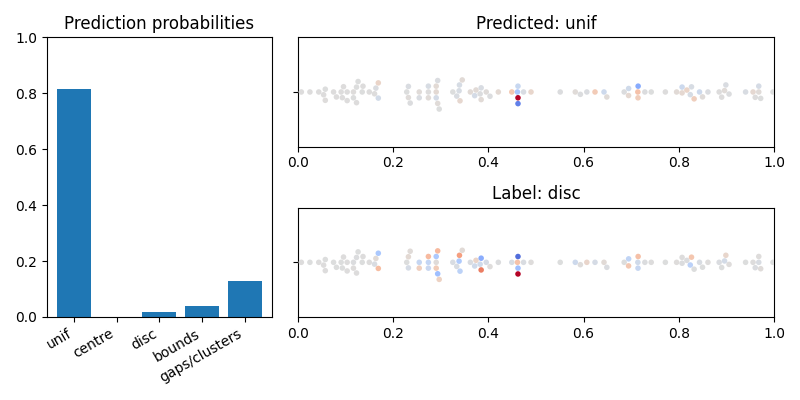 Prediction probabilities
1.0
0.8
0.6
0.4
0.2
0.0
unif
centre
disc
bounds
gaps/clusters
Predicted: unif
0.0 0.2 0.4 0.6 0.8 1.0
Label: disc
0.0 0.2 0.4 0.6 0.8 1.0